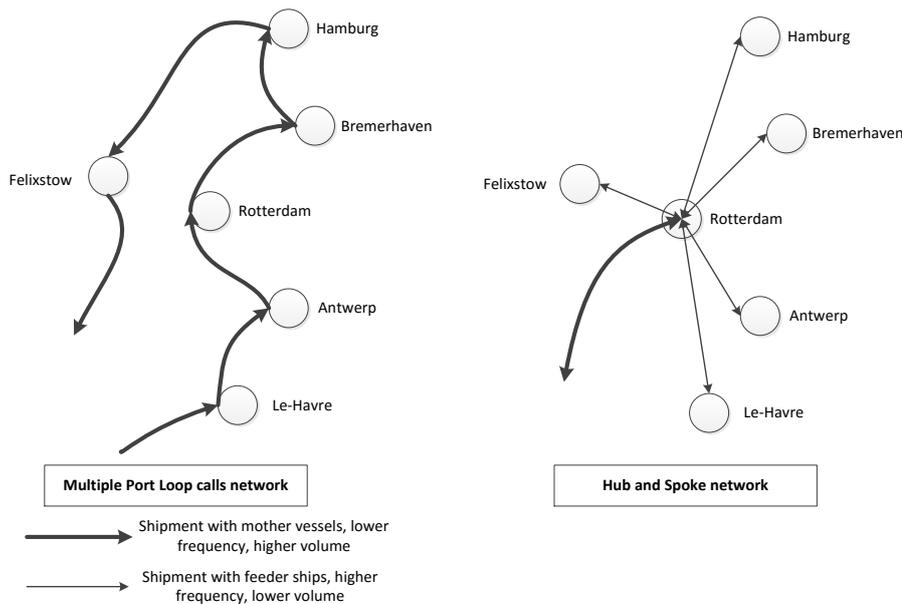 Hamburg
Bremerhaven
Felixstow
Rotterdam
Antwerp
Le-Havre
Multiple Port Loop calls network
Hamburg
Bremerhaven
Felixstow
Rotterdam
Antwerp
Le-Havre
Hub and Spoke network
Shipment with mother vessels, lower
frequency, higher volume
Shipment with feeder ships, higher
frequency, lower volume